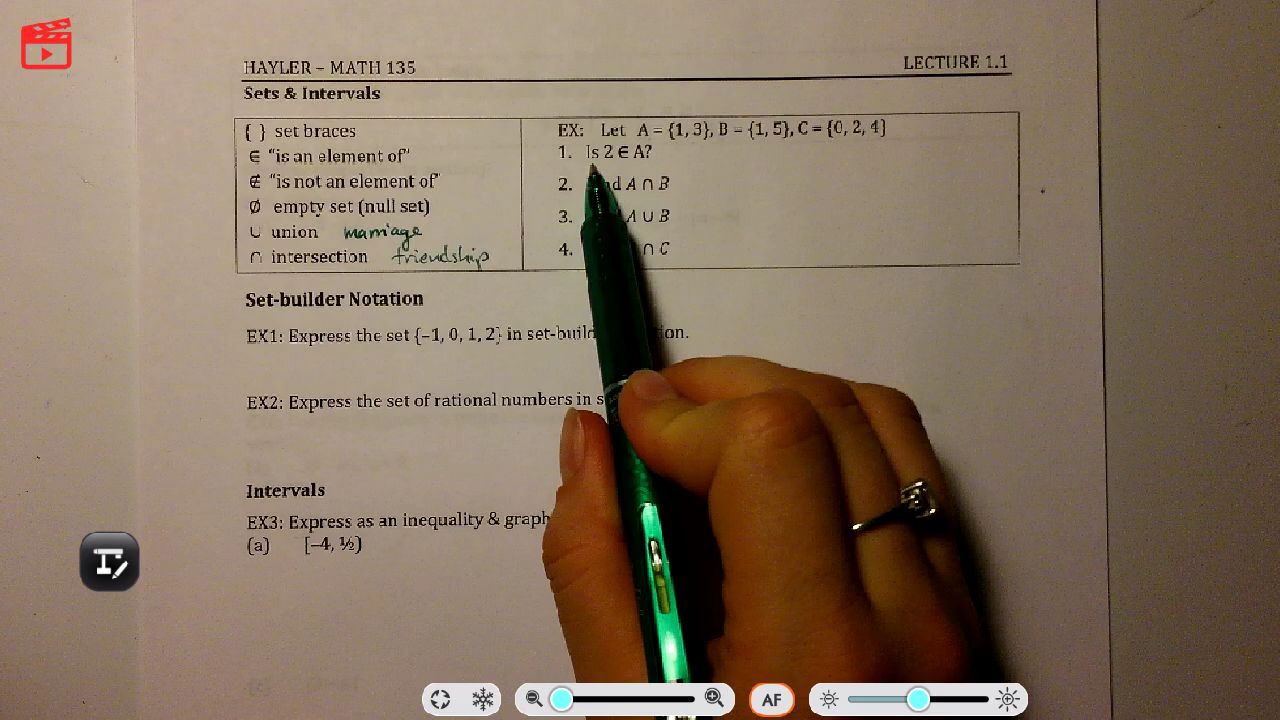 HAYLER – MATH 135
LECTURE 1.1
Sets & Intervals
{ } set braces
∈ "is an element of"
∉ "is not an element of"
∅ empty set (null set)
∪ union marriage
∩ intersection friendship
EX: Let A = {1, 3}, B = {1, 5}, C = {0, 2, 4}
1. Is 2 ∈ A?
2. A ∩ B
3. A ∪ B
4. ∩ C
Set-builder Notation
EX1: Express the set {–1, 0, 1, 2} in
EX2: Express the set of rational numbers in
Intervals
EX3: Express as an inequality & graph
(a) [–4, ½)
AF